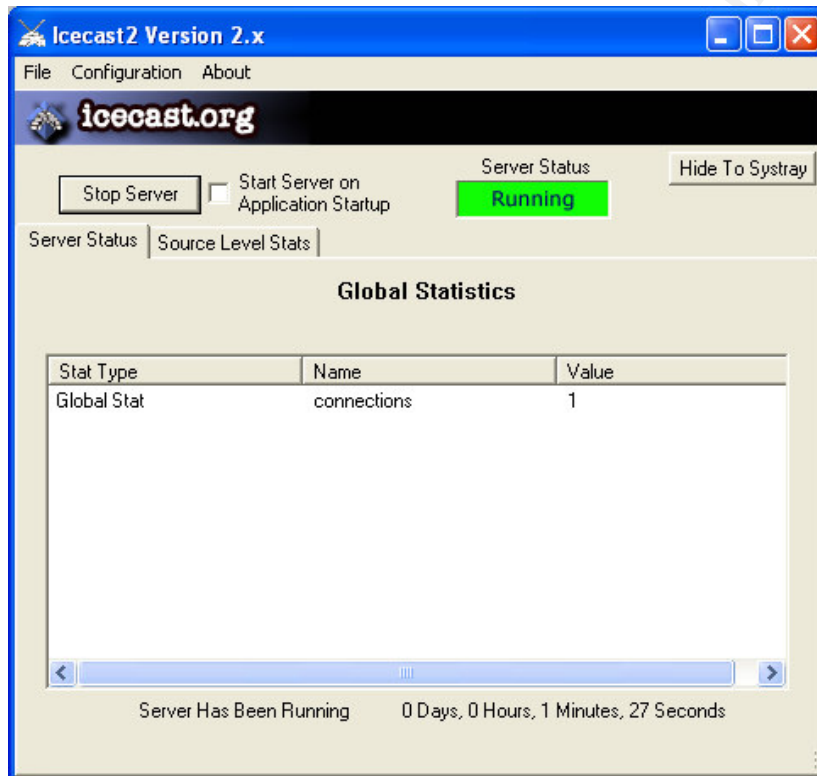 Icecast2 Version 2.x
File Configuration About
icecast.org
Stop Server
Start Server on
Application Startup
Server Status
Running
Hide To Systray
Server Status Source Level Stats
Global Statistics
Stat Type Name Value
Global Stat connections 1
Server Has Been Running 0 Days, 0 Hours, 1 Minutes, 27 Seconds